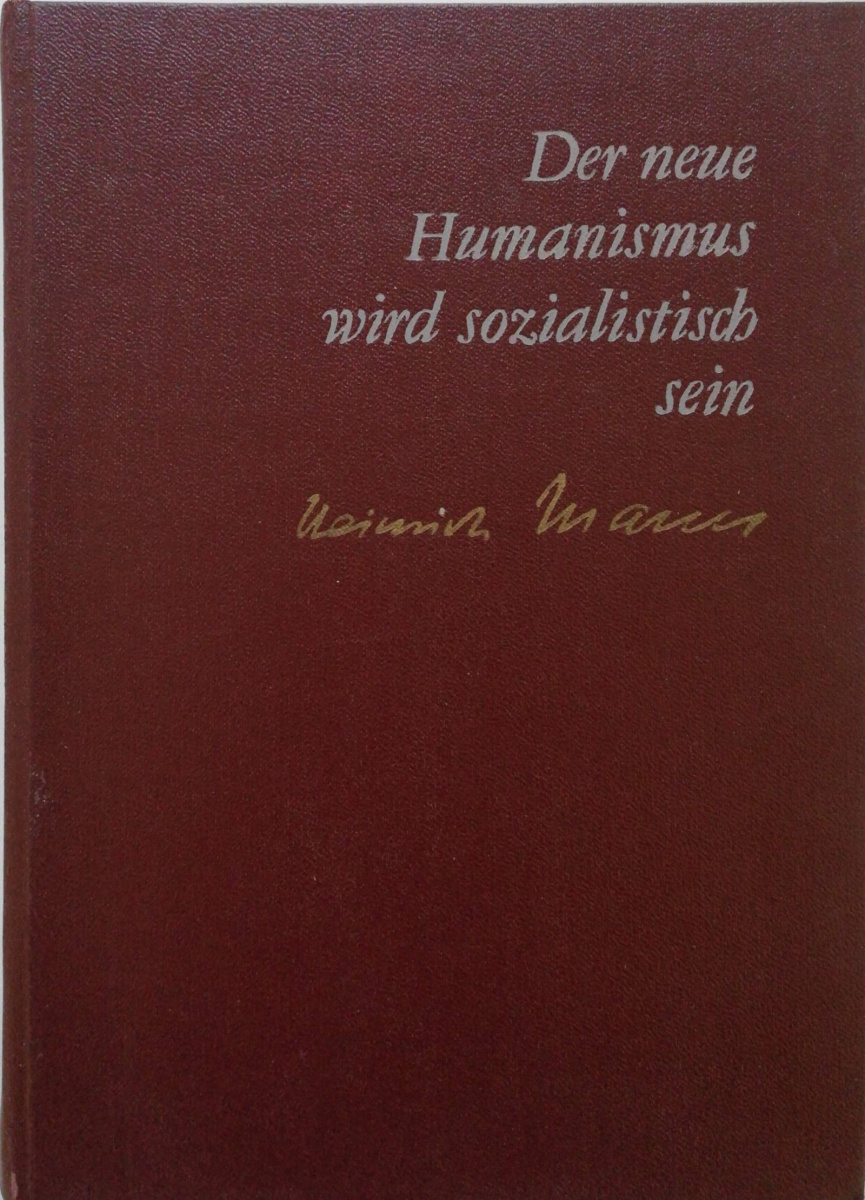 Der neue
Humanismus
wird sozialistisch
sein
Heinrich Mann